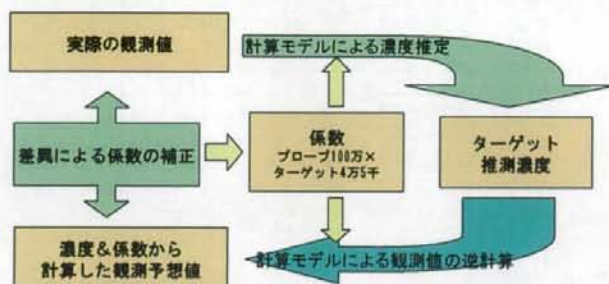 実際の観測値
計算モデルによる濃度推定
差異による係数の補正
係数
プローブ100万×
ターゲット4万5千
ターゲット
推測濃度
濃度&係数から
計算した観測予想値
計算モデルによる観測値の逆計算